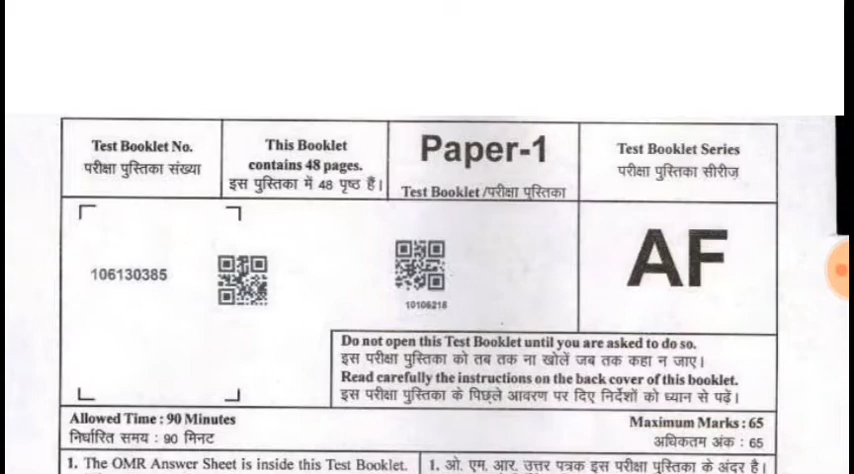 Test Booklet No.
परीक्षा पुस्तिका संख्या
This Booklet
contains 48 pages.
इस पुस्तिका में 48 पृष्ठ हैं।
Paper-1
Test Booklet /परीक्षा पुस्तिका
Test Booklet Series
परीक्षा पुस्तिका सीरीज़
106130385
10106218
AF
Do not open this Test Booklet until you are asked to do so.
इस परीक्षा पुस्तिका को तब तक ना खोलें जब तक कहा न जाए।
Read carefully the instructions on the back cover of this booklet.
इस परीक्षा पुस्तिका के पिछले आवरण पर दिए निर्देशों को ध्यान से पढ़ें।
Allowed Time : 90 Minutes
निर्धारित समय : 90 मिनट
Maximum Marks : 65
अधिकतम अंक : 65
1. The OMR Answer Sheet is inside this Test Booklet.
1. ओ. एम. आर. उत्तर पत्रक इस परीक्षा पुस्तिका के अंदर है।